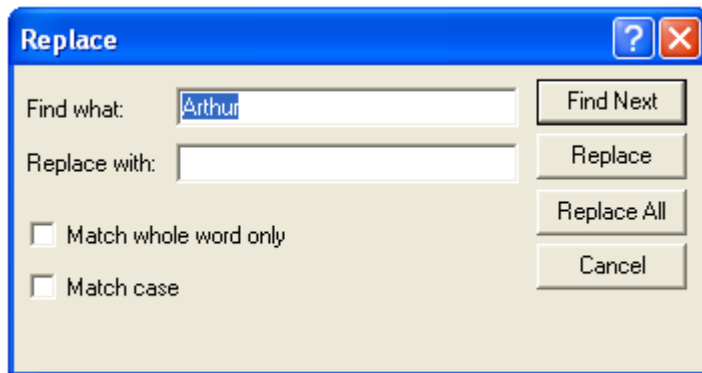 Replace
Find what: Arthur
Find Next
Replace with:
Replace
Replace All
Match whole word only
Cancel
Match case